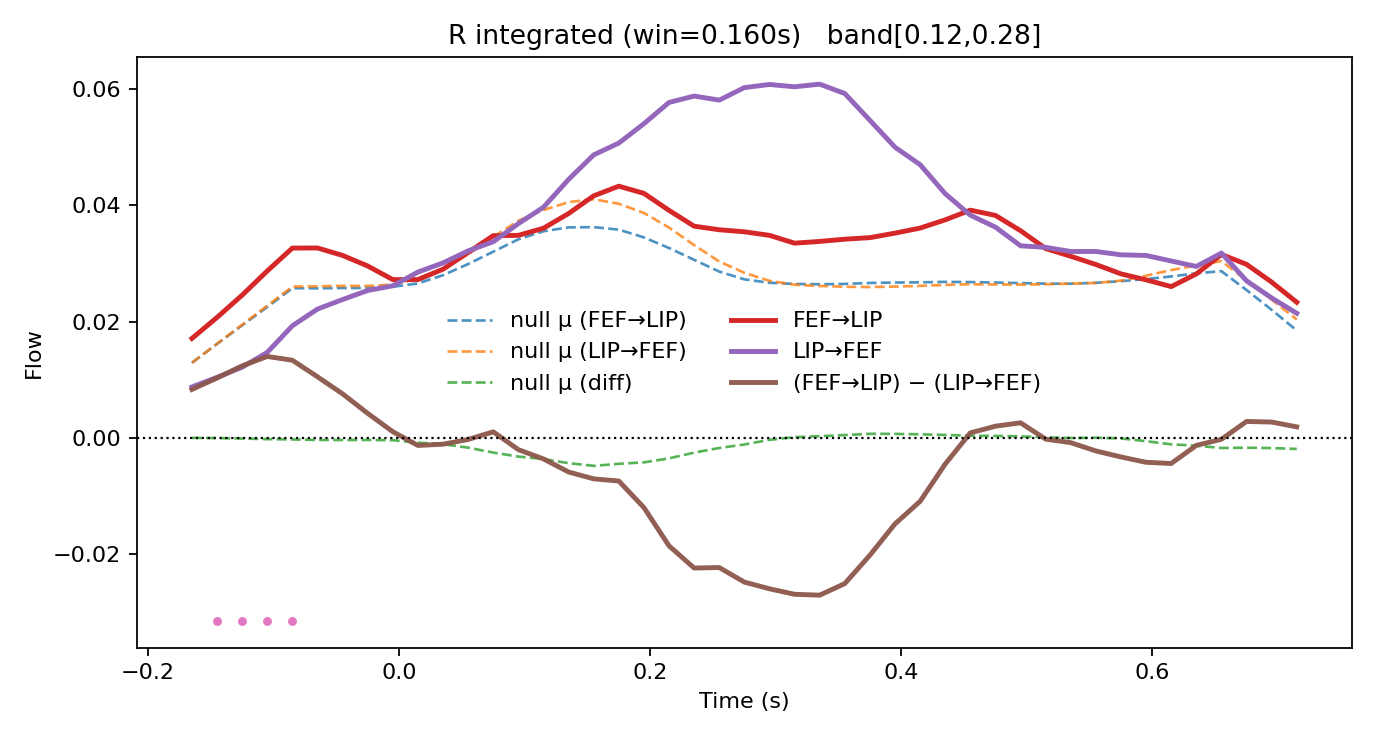 R integrated (win=0.160s)   band[0.12,0.28]
0.06
0.04
0.02
0.00
−0.02
Flow
null μ (FEF→LIP)
null μ (LIP→FEF)
null μ (diff)
FEF→LIP
LIP→FEF
(FEF→LIP) − (LIP→FEF)
−0.2 0.0 0.2 0.4 0.6
Time (s)